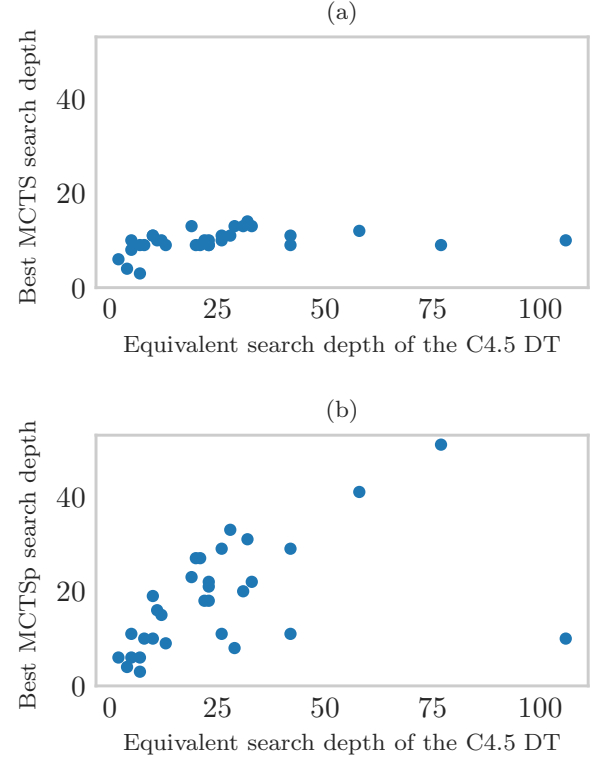 (a)
Best MCTS search depth
40
20
0
0 25 50 75 100
Equivalent search depth of the C4.5 DT
(b)
Best MCTSp search depth
40
20
0
0 25 50 75 100
Equivalent search depth of the C4.5 DT